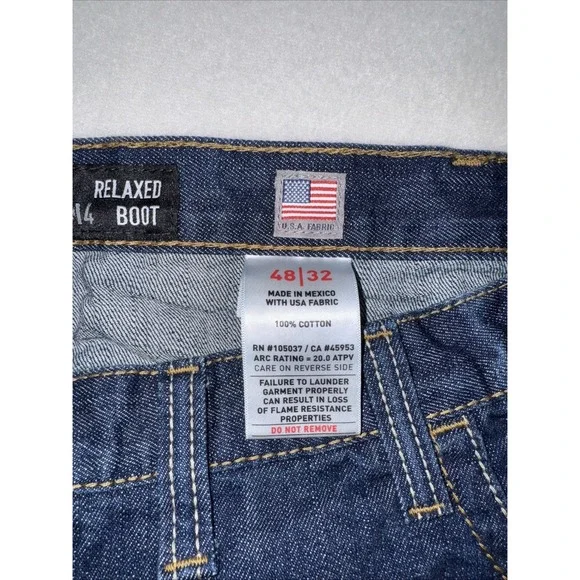 RELAXED
M4 BOOT
U.S.A. FABRIC
48|32
MADE IN MEXICO
WITH USA FABRIC
100% COTTON
RN #105037 / CA #45953
ARC RATING = 20.0 ATPV
CARE ON REVERSE SIDE
FAILURE TO LAUNDER
GARMENT PROPERLY
CAN RESULT IN LOSS
OF FLAME RESISTANCE
PROPERTIES
DO NOT REMOVE